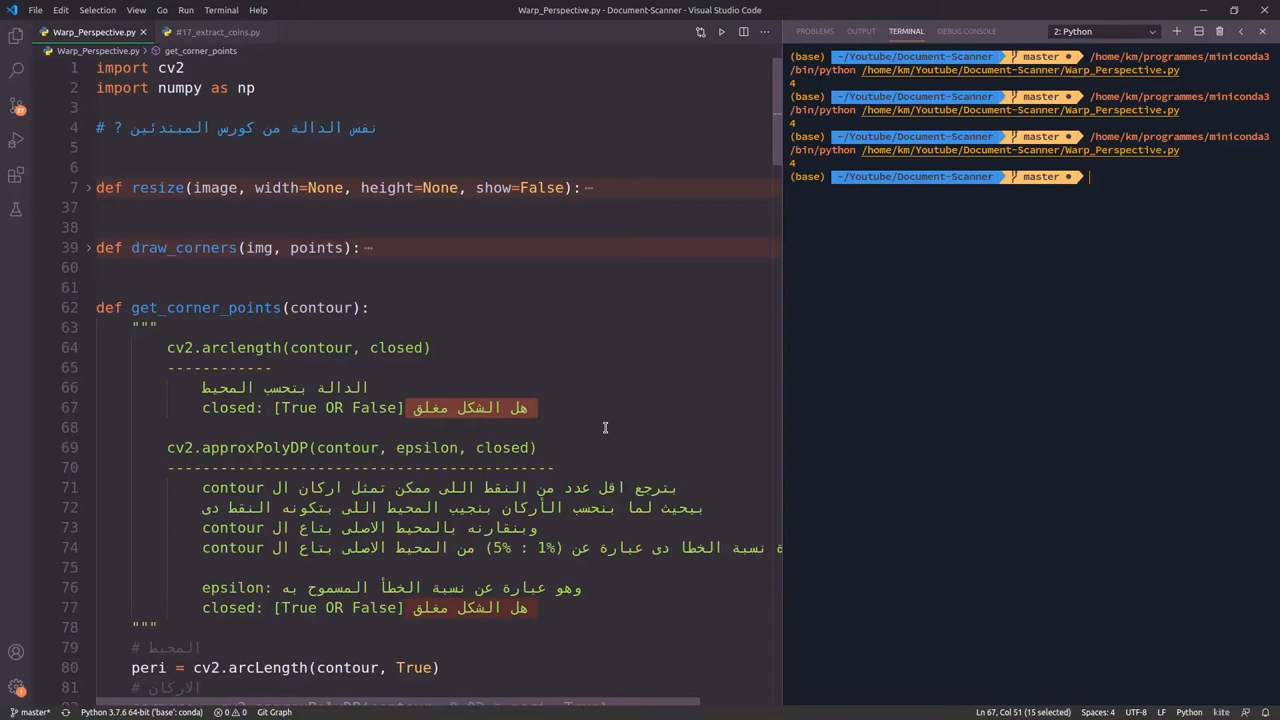 File Edit Selection View Go Run Terminal Help
Warp_Perspective.py - Document-Scanner - Visual Studio Code
Warp_Perspective.py
#17_extract_coins.py
Warp_Perspective.py > get_corner_points
1 import cv2
2 import numpy as np
3
4 # نفس الدالة من كورس المبتدئين ?
5
6
7 def resize(image, width=None, height=None, show=False): ⋯
37
38
39 def draw_corners(img, points): ⋯
60
61
62 def get_corner_points(contour):
63 """
64 cv2.arclength(contour, closed)
65 ------------
66 الدالة بتحسب المحيط
67 closed: [True OR False] هل الشكل مغلق
68
69 cv2.approxPolyDP(contour, epsilon, closed)
70 --------------------------------------------
71 بترجع اقل عدد من النقط اللى ممكن تمثل اركان ال contour
72 بيحيث لما بنحسب الأركان بنجيب المحيط اللى بتكونه النقط دى
73 وبنقارنه بالمحيط الاصلى بتاع ال contour
74 ة نسبة الخطا دى عبارة عن (1% : 5%) من المحيط الاصلى بتاع ال contour
75
76 epsilon: وهو عبارة عن نسبة الخطأ المسموح به
77 closed: [True OR False] هل الشكل مغلق
78 """
79 # المحيط
80 peri = cv2.arcLength(contour, True)
81 # الاركان
PROBLEMS OUTPUT TERMINAL DEBUG CONSOLE
2: Python
(base) ~/Youtube/Document-Scanner master ● /home/km/programmes/miniconda3
/bin/python /home/km/Youtube/Document-Scanner/Warp_Perspective.py
4
(base) ~/Youtube/Document-Scanner master ● /home/km/programmes/miniconda3
/bin/python /home/km/Youtube/Document-Scanner/Warp_Perspective.py
4
(base) ~/Youtube/Document-Scanner master ● /home/km/programmes/miniconda3
/bin/python /home/km/Youtube/Document-Scanner/Warp_Perspective.py
4
(base) ~/Youtube/Document-Scanner master ●
master* Python 3.7.6 64-bit ('base': conda) 0 0 Git Graph
Ln 67, Col 51 (15 selected) Spaces: 4 UTF-8 LF Python kite